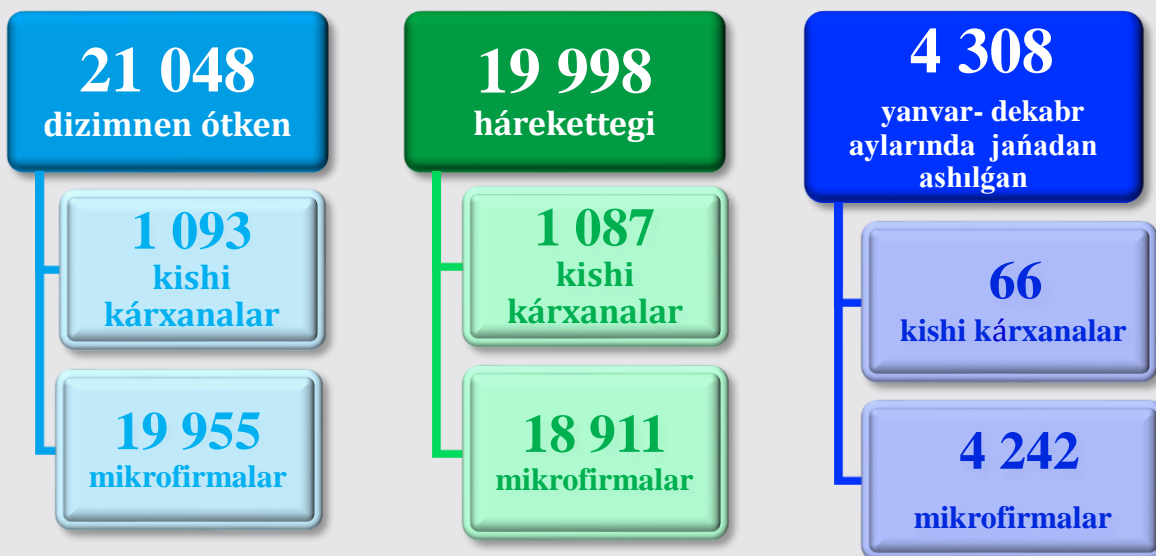 21 048
dizimnen ótken
1 093
kishi
kárxanalar
19 955
mikrofirmalar
19 998
hárekettegi
1 087
kishi
kárxanalar
18 911
mikrofirmalar
4 308
yanvar- dekabr
aylarında jańadan
ashılǵan
66
kishi kárxanalar
4 242
mikrofirmalar